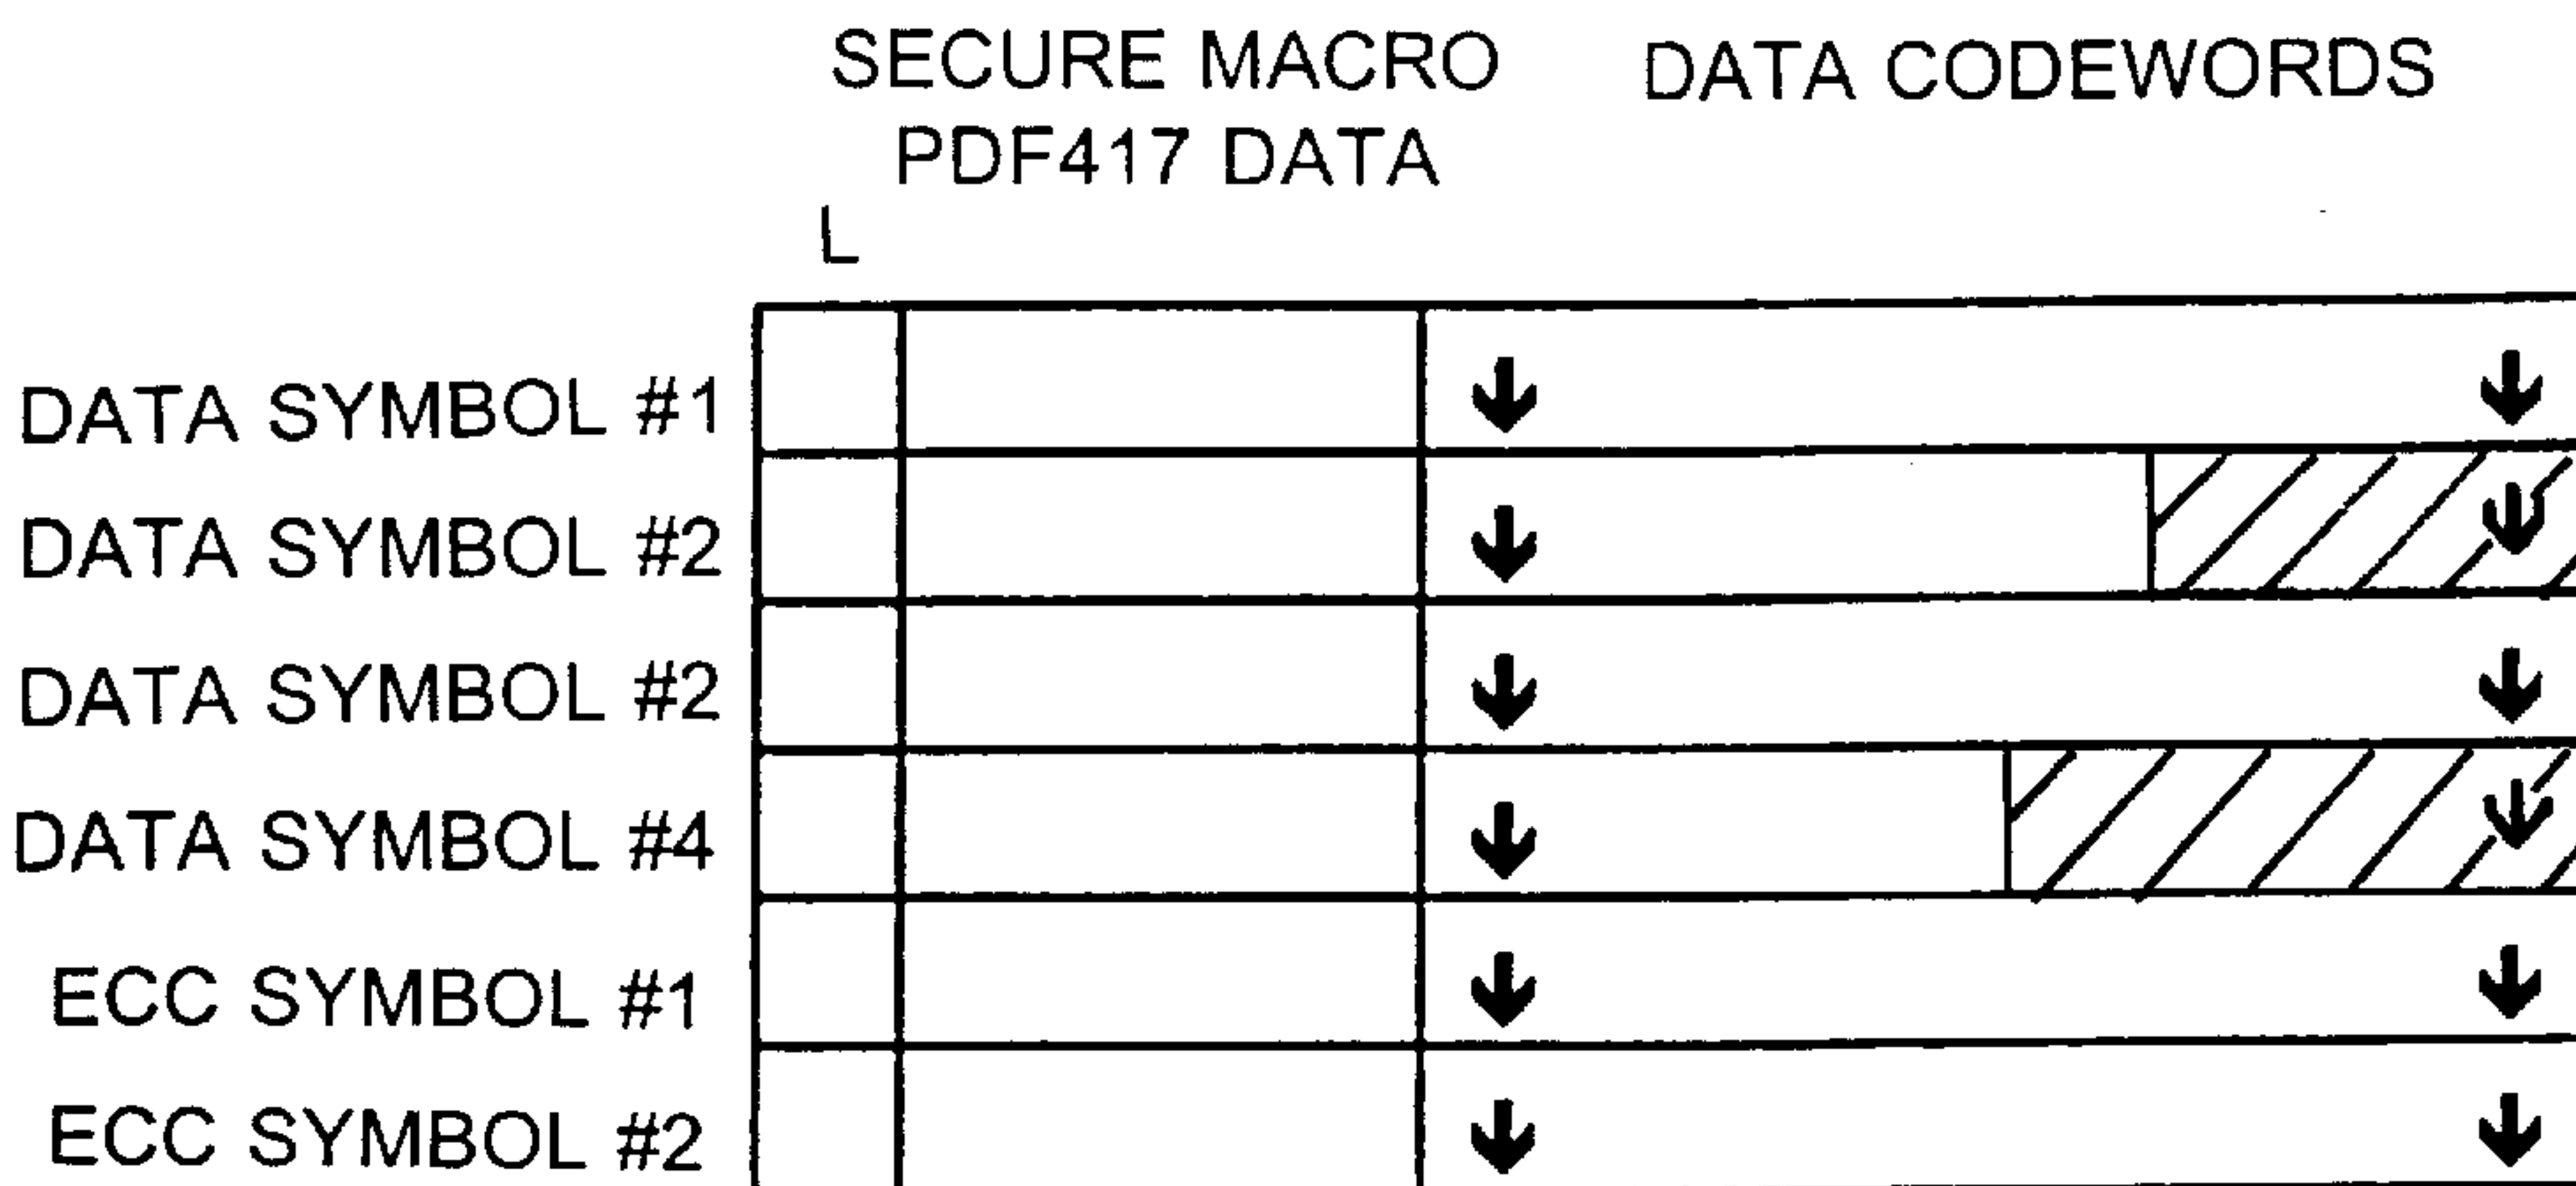 SECURE MACRO DATA CODEWORDS
PDF417 DATA
L
DATA SYMBOL #1
DATA SYMBOL #2
DATA SYMBOL #2
DATA SYMBOL #4
ECC SYMBOL #1
ECC SYMBOL #2